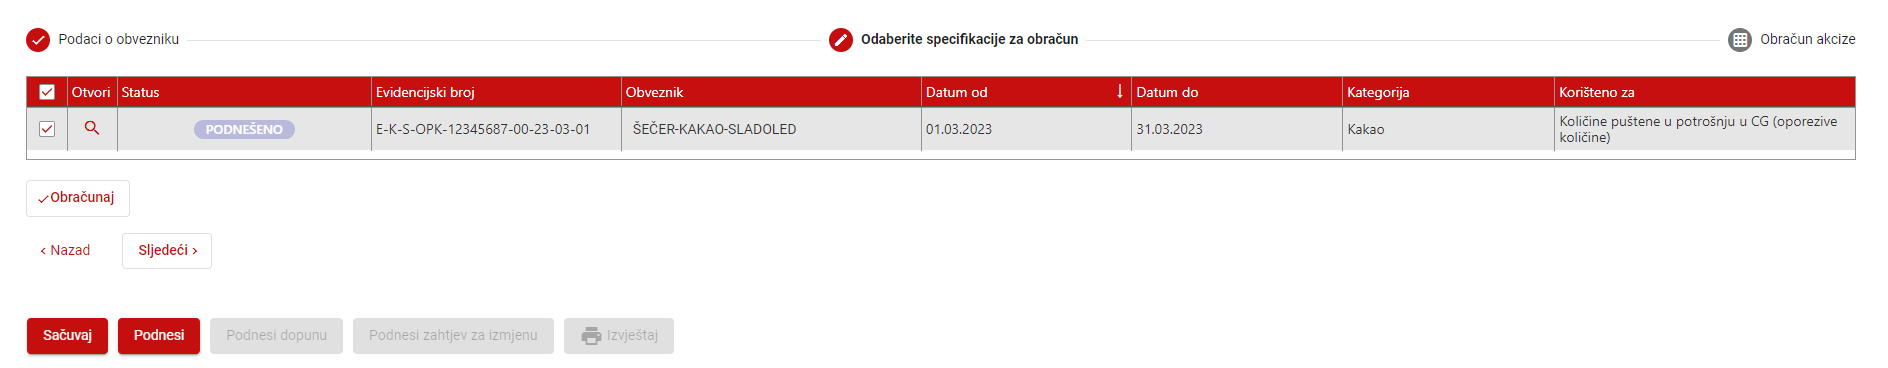 Podaci o obvezniku
Odaberite specifikacije za obračun
Obračun akcize
Otvori Status Evidencijski broj Obveznik Datum od Datum do Kategorija Korišteno za
PODNEŠENO E-K-S-OPK-12345687-00-23-03-01 ŠEČER-KAKAO-SLADOLED 01.03.2023 31.03.2023 Kakao Količine puštene u potrošnju u CG (oporezive
količine)
Obračunaj
Nazad Sljedeći
Sačuvaj Podnesi Podnesi dopunu Podnesi zahtjev za izmjenu Izvještaj